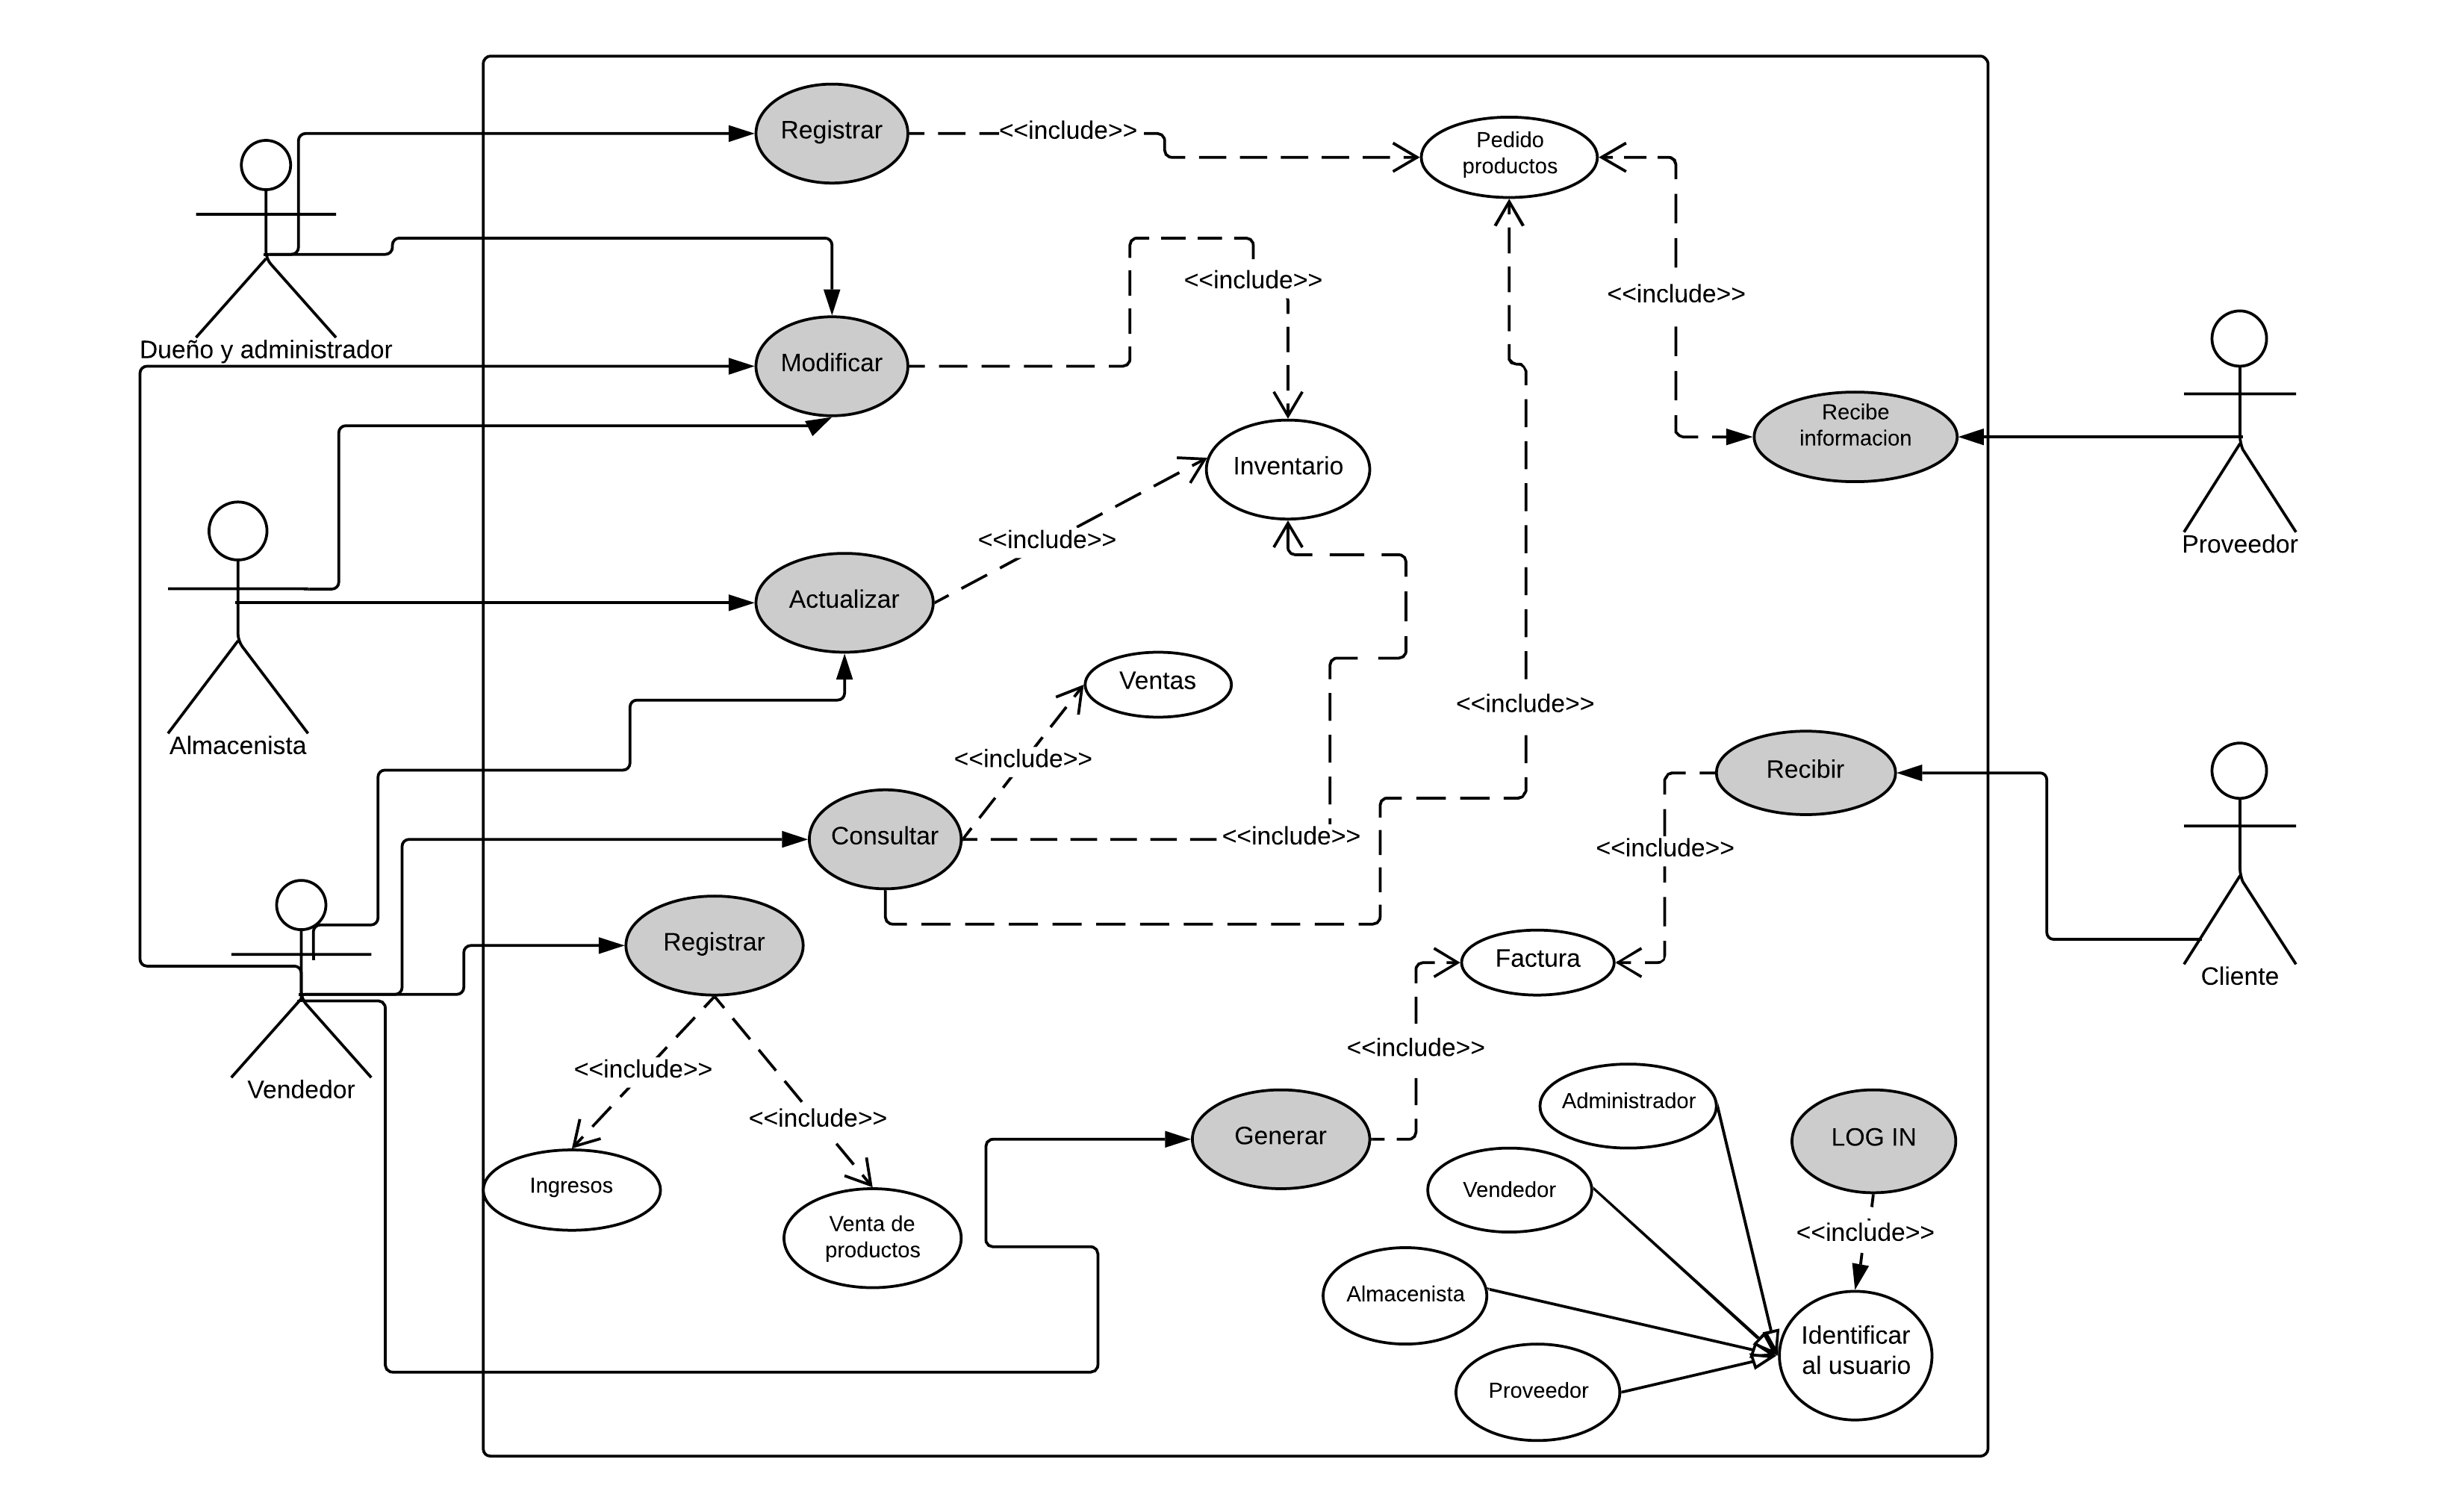 Registrar
<<include>>
Pedido
productos
<<include>>
<<include>>
Dueño y administrador
Modificar
Recibe
informacion
Inventario
<<include>>
Proveedor
Actualizar
Ventas
<<include>>
Almacenista
<<include>>
Recibir
Consultar
<<include>>
<<include>>
Registrar
Factura
Cliente
<<include>>
<<include>>
Vendedor
<<include>>
Administrador
Generar
LOG IN
Ingresos
Vendedor
Venta de
productos
<<include>>
Almacenista
Identificar
al usuario
Proveedor